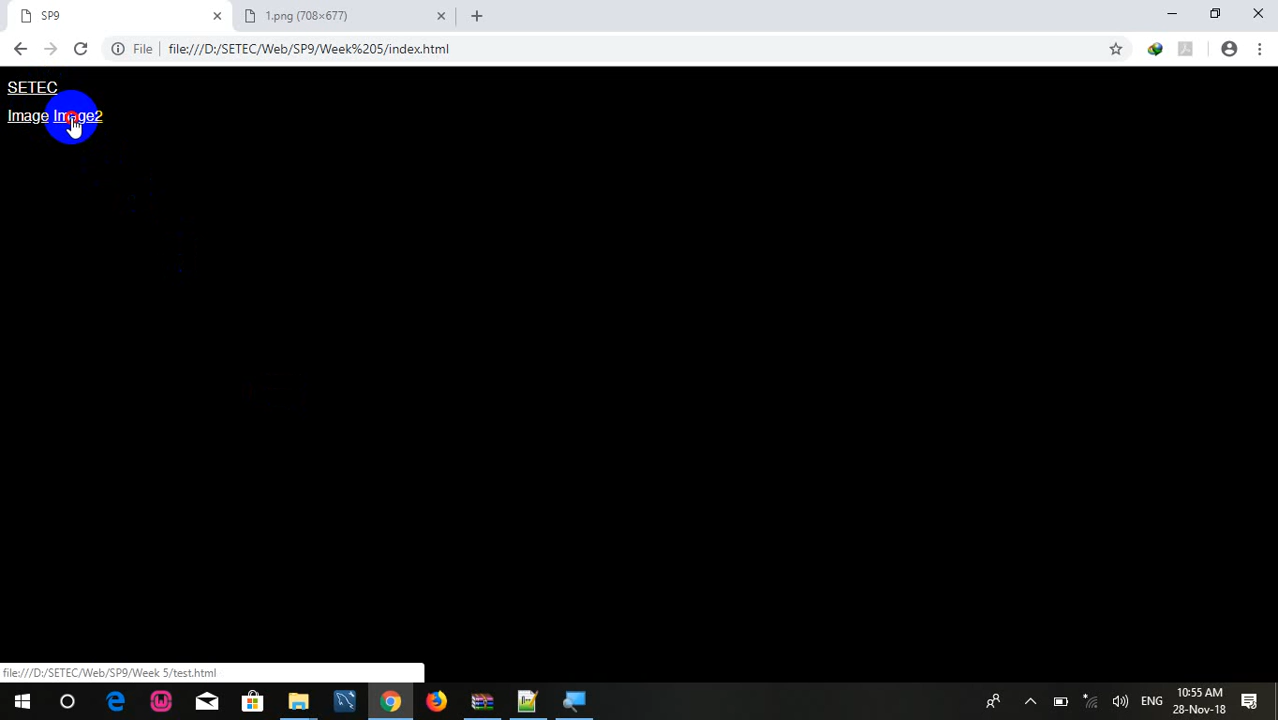 SP9
1.png (708×677)
File
file:///D:/SETEC/Web/SP9/Week%205/index.html
SETEC
Image Image2
file:///D:/SETEC/Web/SP9/Week 5/test.html
ENG
10:55 AM
28-Nov-18